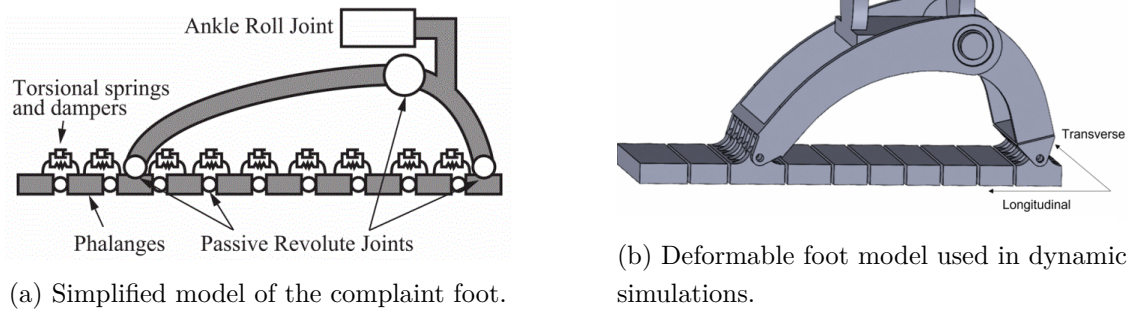 Ankle Roll Joint
Torsional springs
and dampers
Phalanges
Passive Revolute Joints
(a) Simplified model of the complaint foot.
Transverse
Longitudinal
(b) Deformable foot model used in dynamic
simulations.